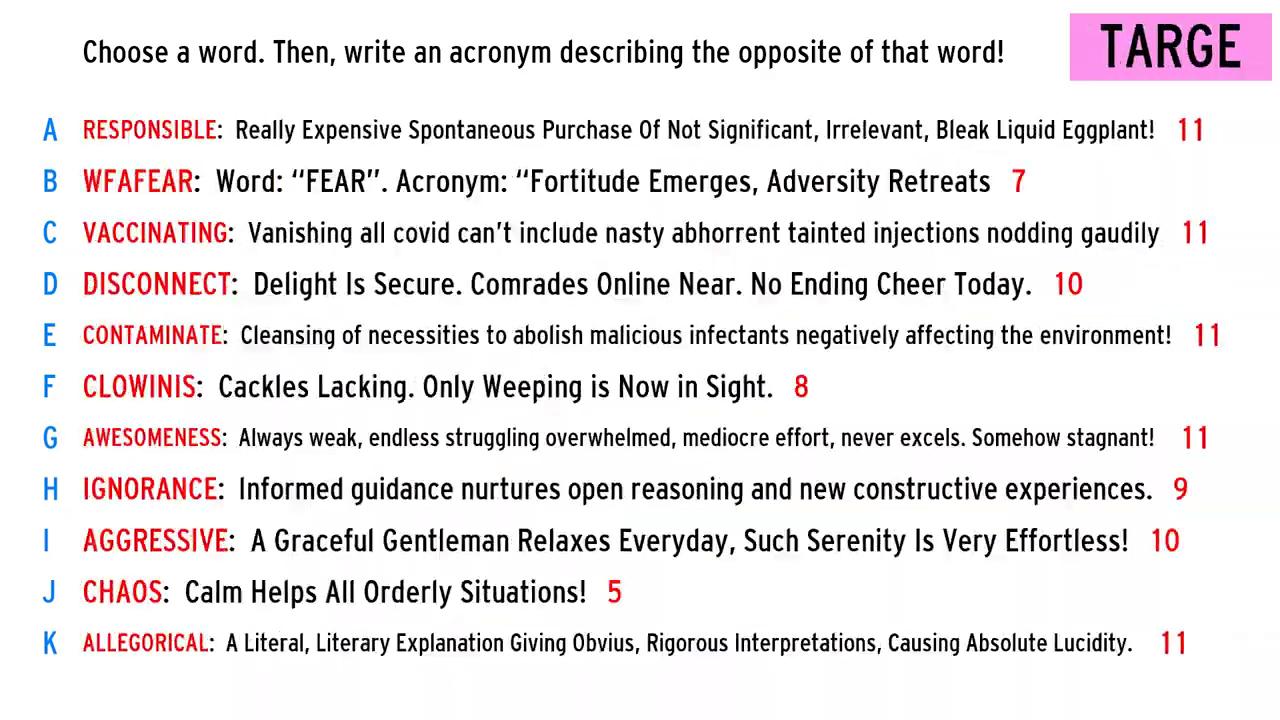 Choose a word. Then, write an acronym describing the opposite of that word!
TARGE
A RESPONSIBLE: Really Expensive Spontaneous Purchase Of Not Significant, Irrelevant, Bleak Liquid Eggplant! 11
B WFAFEAR: Word: “FEAR”. Acronym: “Fortitude Emerges, Adversity Retreats 7
C VACCINATING: Vanishing all covid can’t include nasty abhorrent tainted injections nodding gaudily 11
D DISCONNECT: Delight Is Secure. Comrades Online Near. No Ending Cheer Today. 10
E CONTAMINATE: Cleansing of necessities to abolish malicious infectants negatively affecting the environment! 11
F CLOWINIS: Cackles Lacking. Only Weeping is Now in Sight. 8
G AWESOMENESS: Always weak, endless struggling overwhelmed, mediocre effort, never excels. Somehow stagnant! 11
H IGNORANCE: Informed guidance nurtures open reasoning and new constructive experiences. 9
I AGGRESSIVE: A Graceful Gentleman Relaxes Everyday, Such Serenity Is Very Effortless! 10
J CHAOS: Calm Helps All Orderly Situations! 5
K ALLEGORICAL: A Literal, Literary Explanation Giving Obvius, Rigorous Interpretations, Causing Absolute Lucidity. 11